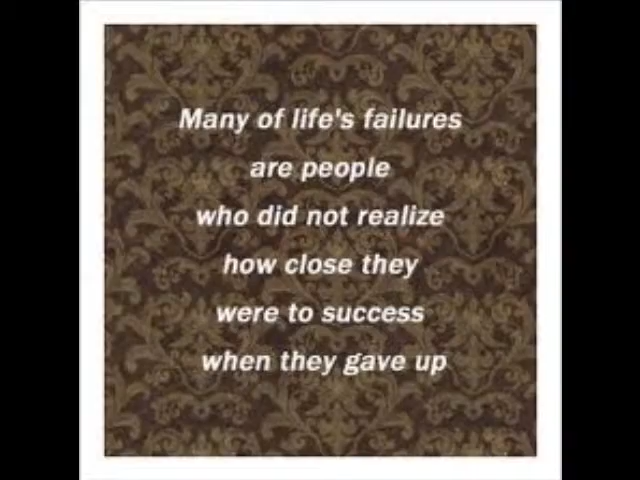 Many of life's failures
are people
who did not realize
how close they
were to success
when they gave up